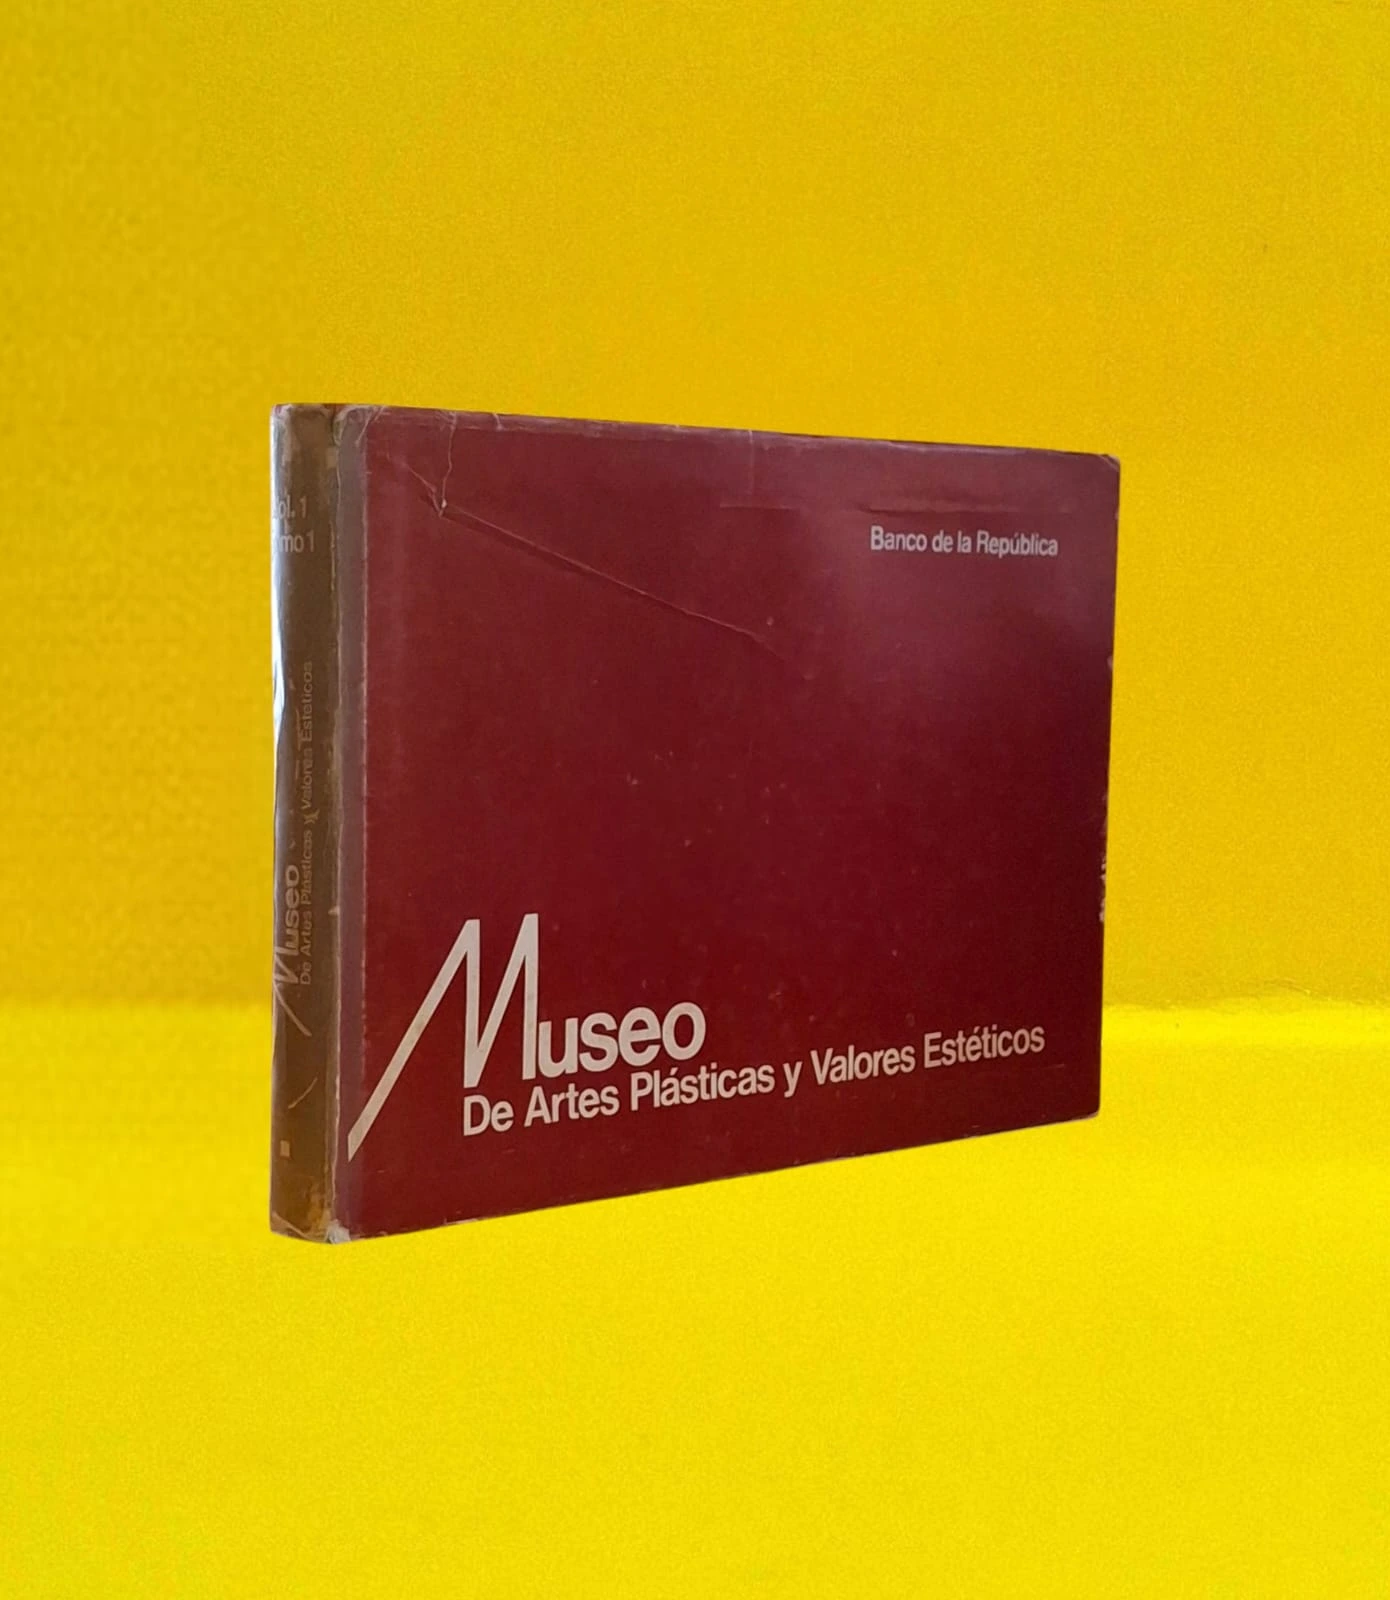 Banco de la República
Museo
De Artes Plásticas y Valores Estéticos
Museo
De Artes Plásticas y Valores Estéticos